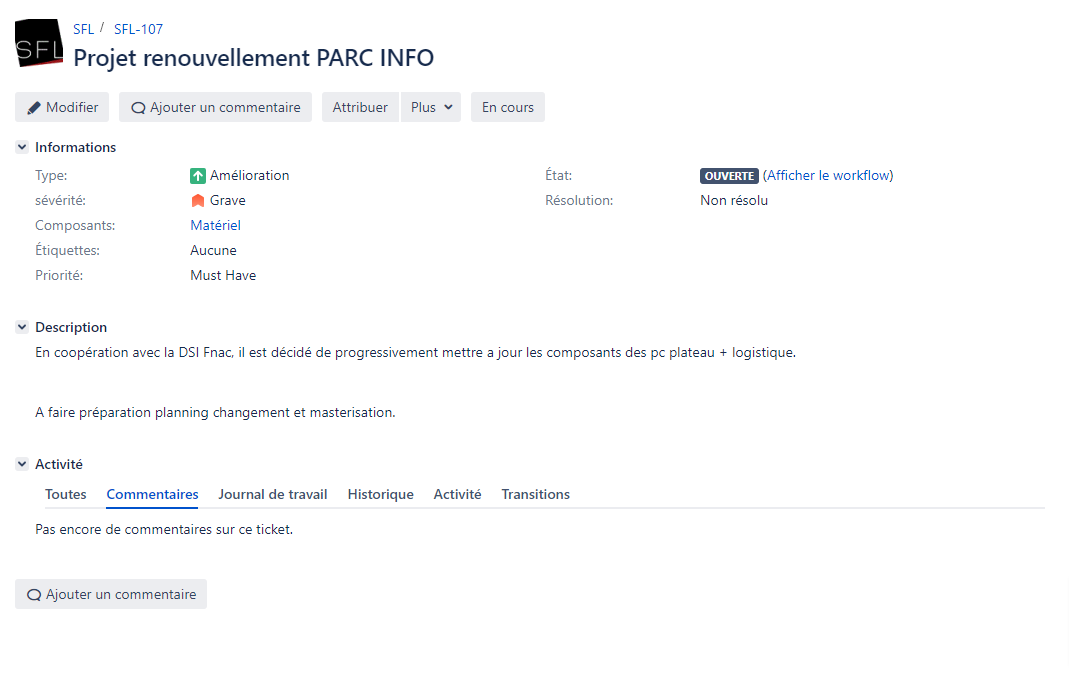 SFL
SFL / SFL-107
Projet renouvellement PARC INFO
Modifier Ajouter un commentaire Attribuer Plus En cours
Informations
Type: Amélioration État: OUVERTE (Afficher le workflow)
sévérité: Grave Résolution: Non résolu
Composants: Matériel
Étiquettes: Aucune
Priorité: Must Have
Description
En coopération avec la DSI Fnac, il est décidé de progressivement mettre a jour les composants des pc plateau + logistique.
A faire préparation planning changement et masterisation.
Activité
Toutes Commentaires Journal de travail Historique Activité Transitions
Pas encore de commentaires sur ce ticket.
Ajouter un commentaire